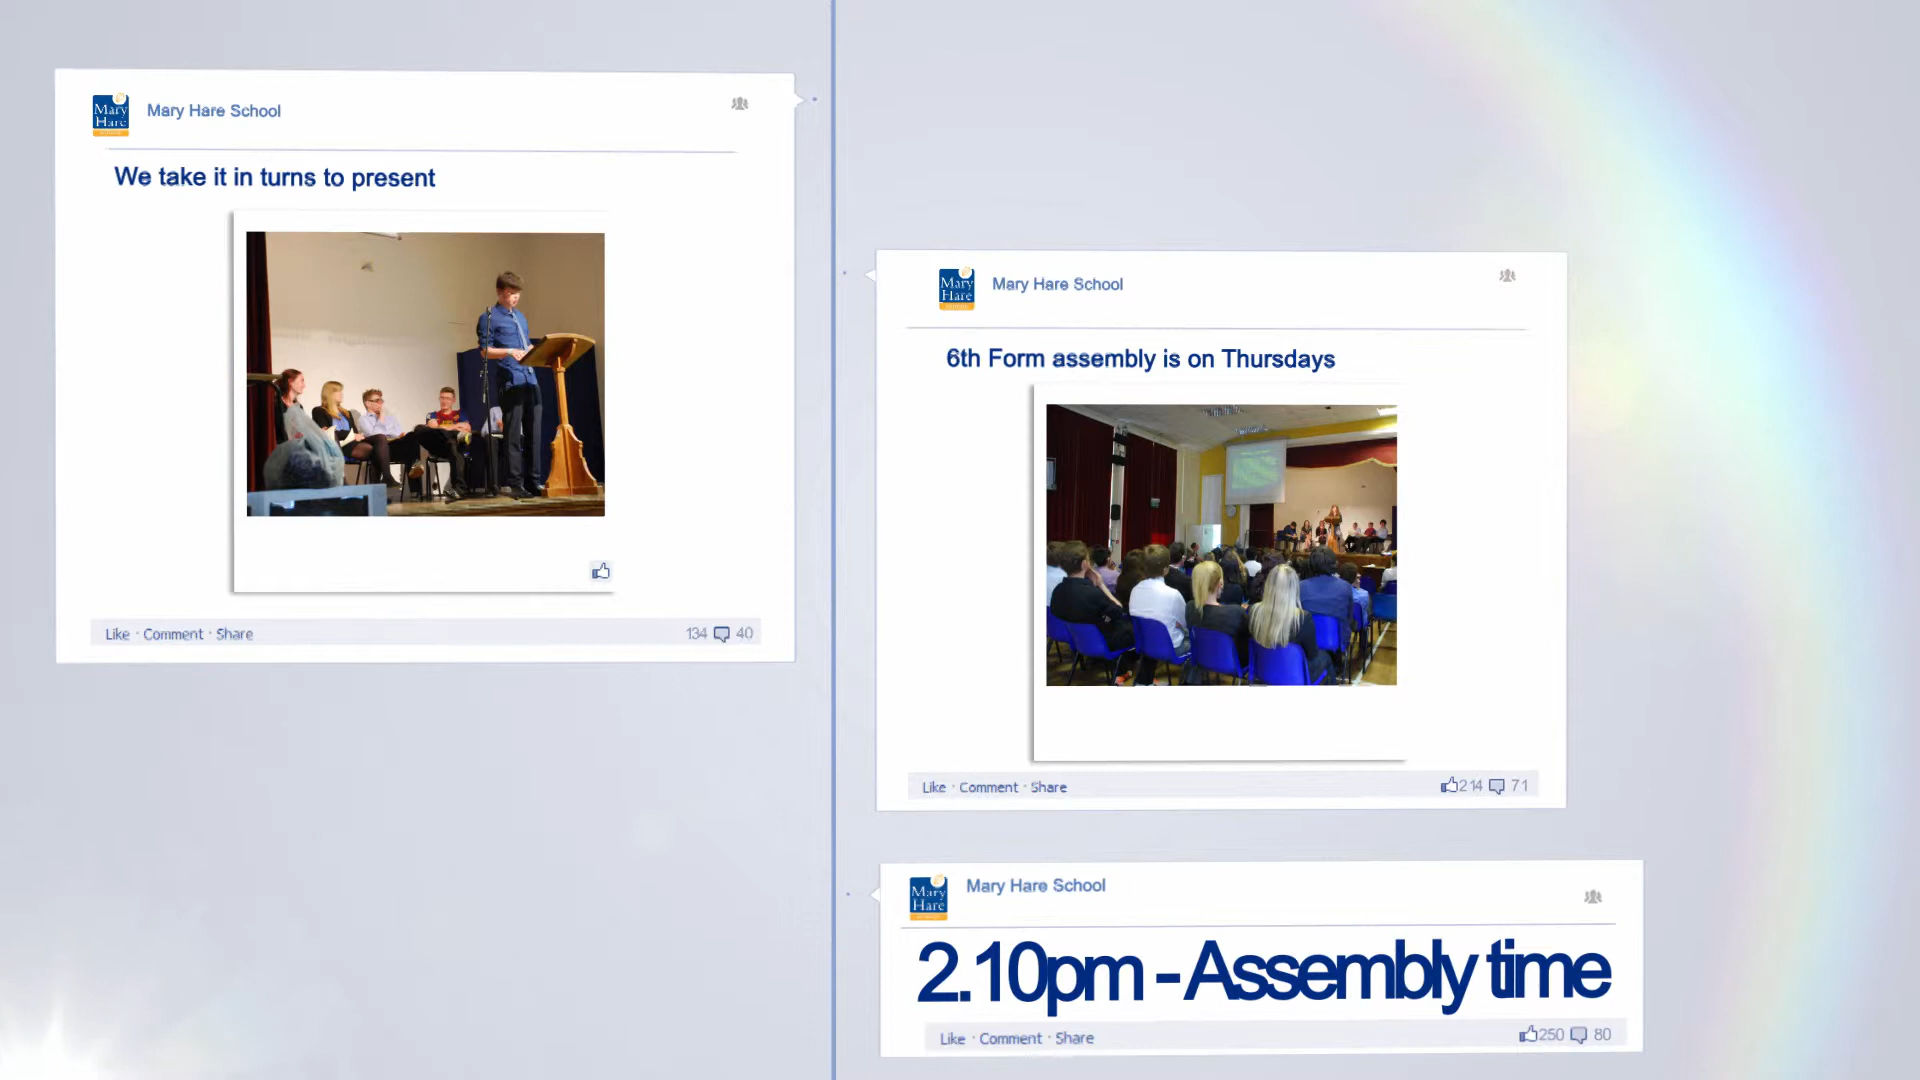 Mary Hare
Mary Hare School
We take it in turns to present
Like · Comment · Share
134
40
Mary Hare
Mary Hare School
6th Form assembly is on Thursdays
Like · Comment · Share
214
71
Mary Hare
Mary Hare School
2.10pm - Assembly time
Like · Comment · Share
250
80